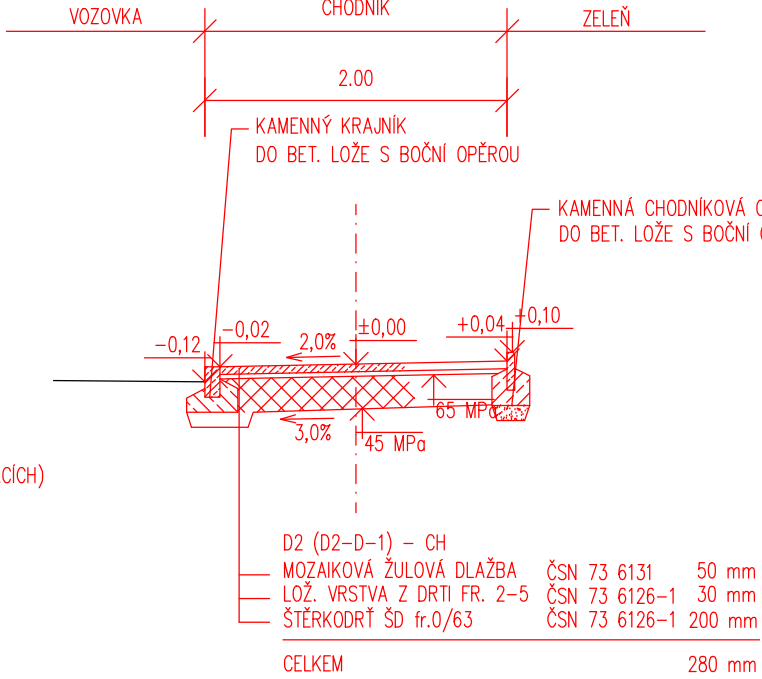 VOZOVKA
CHODNÍK
ZELEŇ
2.00
KAMENNÝ KRAJNÍK
DO BET. LOŽE S BOČNÍ OPĚROU
KAMENNÁ CHODNÍKOVÁ
DO BET. LOŽE S BOČNÍ
-0,12
-0,02
2,0%
±0,00
+0,04
+0,10
3,0%
45 MPa
65 MPa
CÍCH)
D2 (D2-D-1) - CH
MOZAIKOVÁ ŽULOVÁ DLAŽBA ČSN 73 6131 50 mm
LOŽ. VRSTVA Z DRTI FR. 2-5 ČSN 73 6126-1 30 mm
ŠTĚRKODRŤ ŠD fr.0/63 ČSN 73 6126-1 200 mm
CELKEM 280 mm